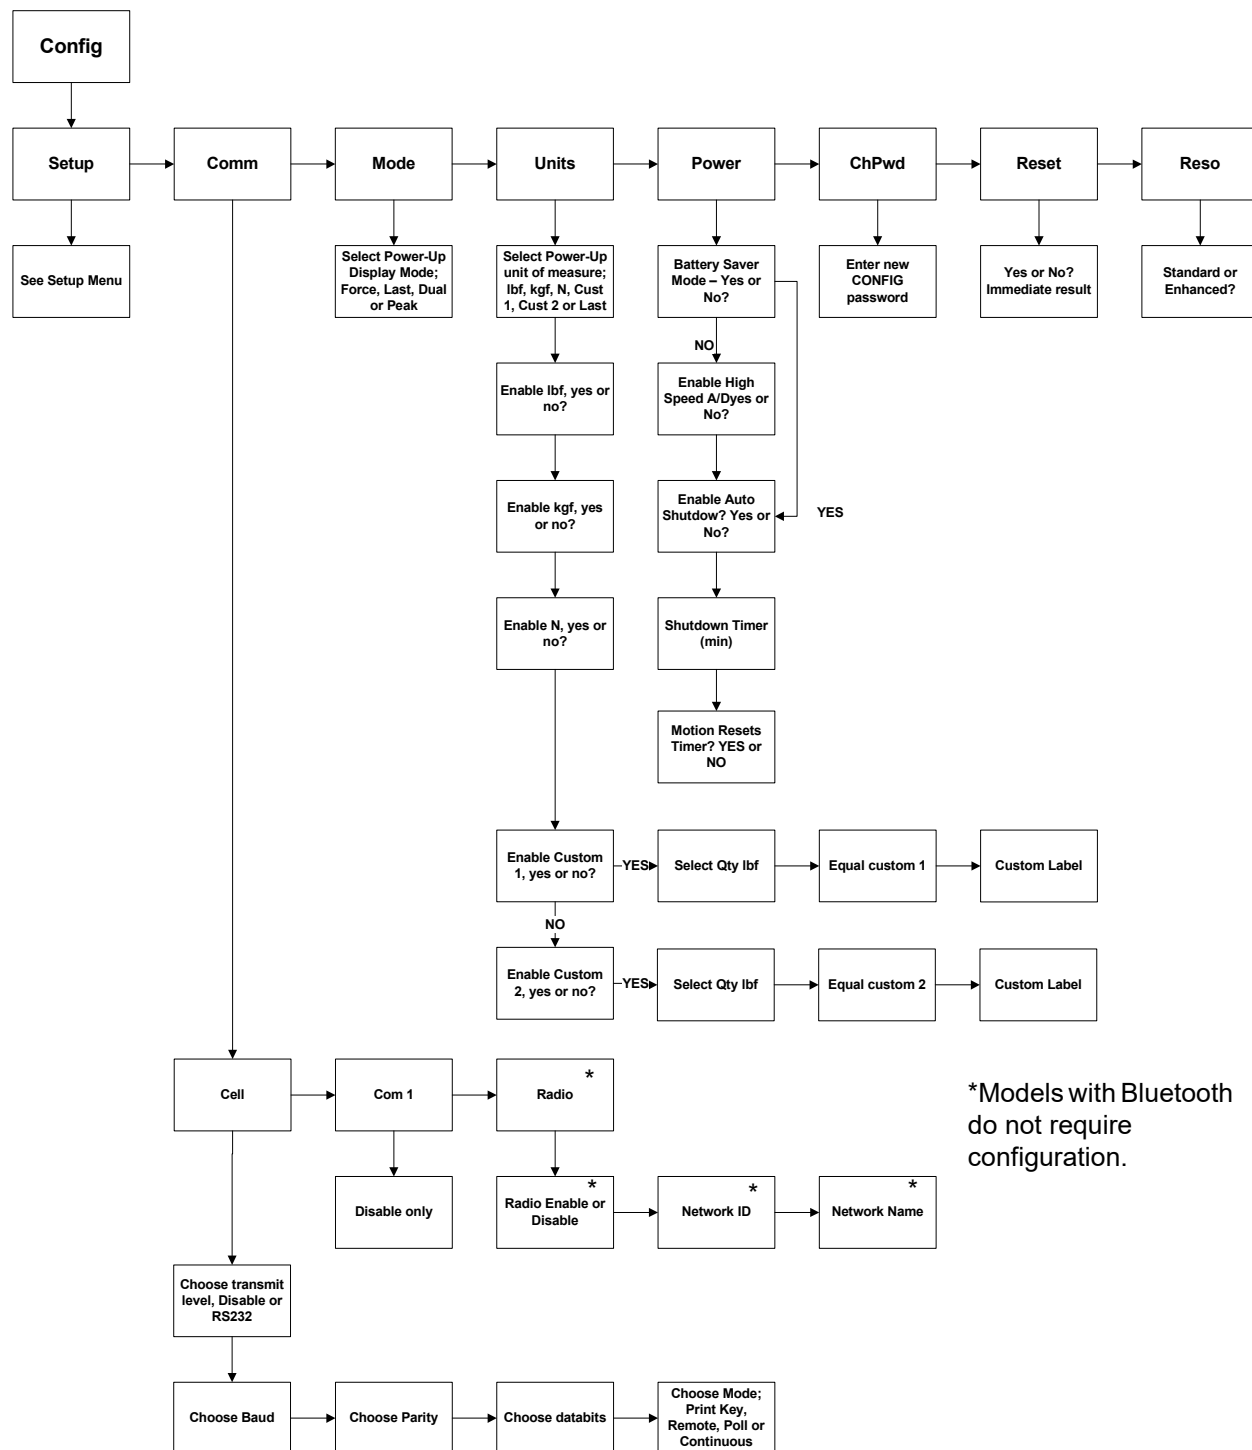 Config
Setup
Comm
Mode
Units
Power
ChPwd
Reset
Reso
See Setup Menu
Select Power-Up
Display Mode;
Force, Last, Dual
or Peak
Select Power-Up
unit of measure;
lbf, kgf, N, Cust
1, Cust 2 or Last
Battery Saver
Mode – Yes or
No?
Enter new
CONFIG
password
Yes or No?
Immediate result
Standard or
Enhanced?
NO
Enable lbf, yes or
no?
Enable High
Speed A/Dyes or
No?
Enable kgf, yes
or no?
Enable Auto
Shutdow? Yes or
No?
YES
Enable N, yes or
no?
Shutdown Timer
(min)
Motion Resets
Timer? YES or
NO
Enable Custom
1, yes or no?
YES
Select Qty lbf
Equal custom 1
Custom Label
NO
Enable Custom
2, yes or no?
YES
Select Qty lbf
Equal custom 2
Custom Label
Cell
Com 1
Radio *
*Models with Bluetooth
do not require
configuration.
Disable only
Radio Enable or *
Disable
Network ID *
Network Name *
Choose transmit
level, Disable or
RS232
Choose Baud
Choose Parity
Choose databits
Choose Mode;
Print Key,
Remote, Poll or
Continuous